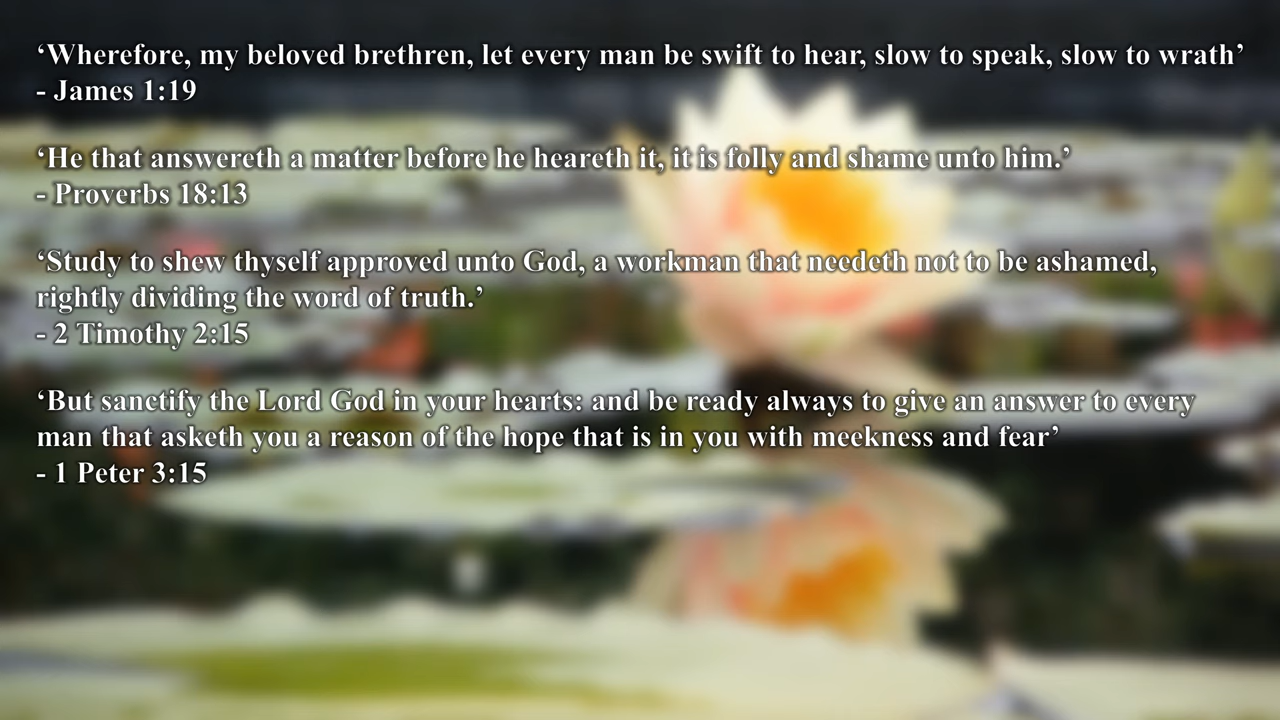 ‘Wherefore, my beloved brethren, let every man be swift to hear, slow to speak, slow to wrath’
- James 1:19
‘He that answereth a matter before he heareth it, it is folly and shame unto him.’
- Proverbs 18:13
‘Study to shew thyself approved unto God, a workman that needeth not to be ashamed,
rightly dividing the word of truth.’
- 2 Timothy 2:15
‘But sanctify the Lord God in your hearts: and be ready always to give an answer to every
man that asketh you a reason of the hope that is in you with meekness and fear’
- 1 Peter 3:15